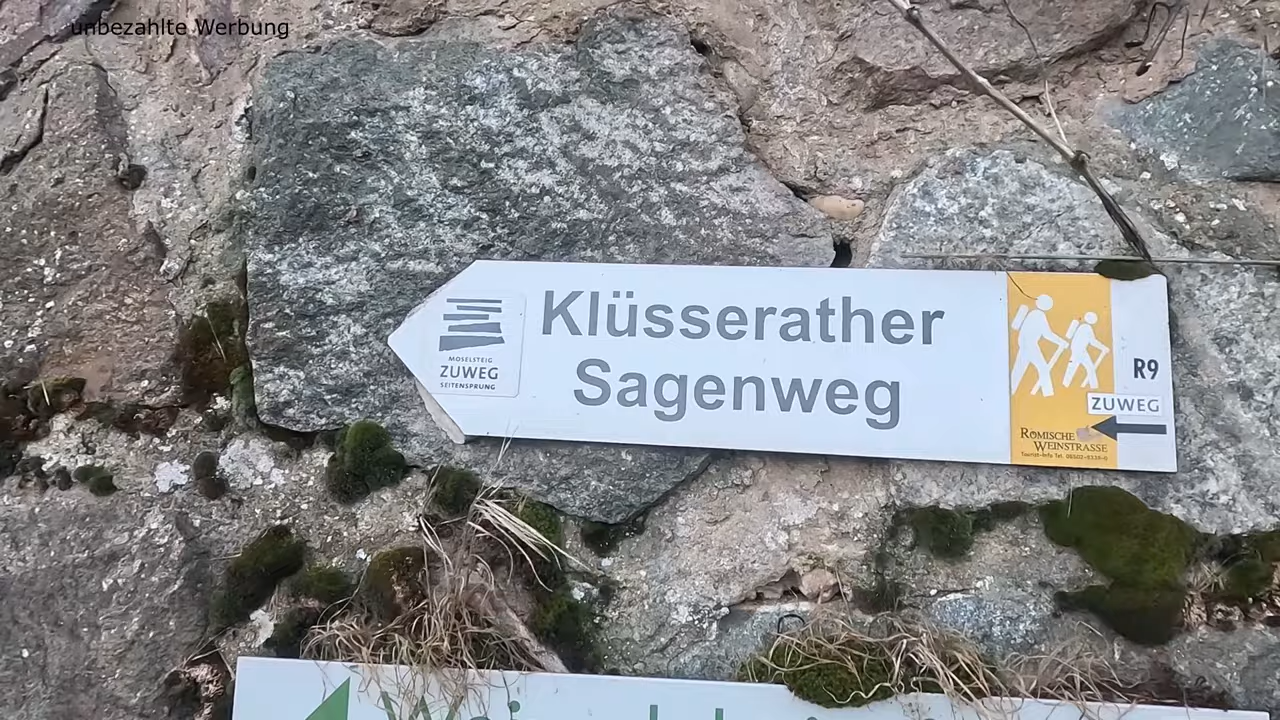 unbezahlte Werbung
Klüsserather
Sagenweg
MOSELSTEIG
ZUWEG
SEITENSPRUNG
R9
ZUWEG
RÖMISCHE
WEINSTRASSE